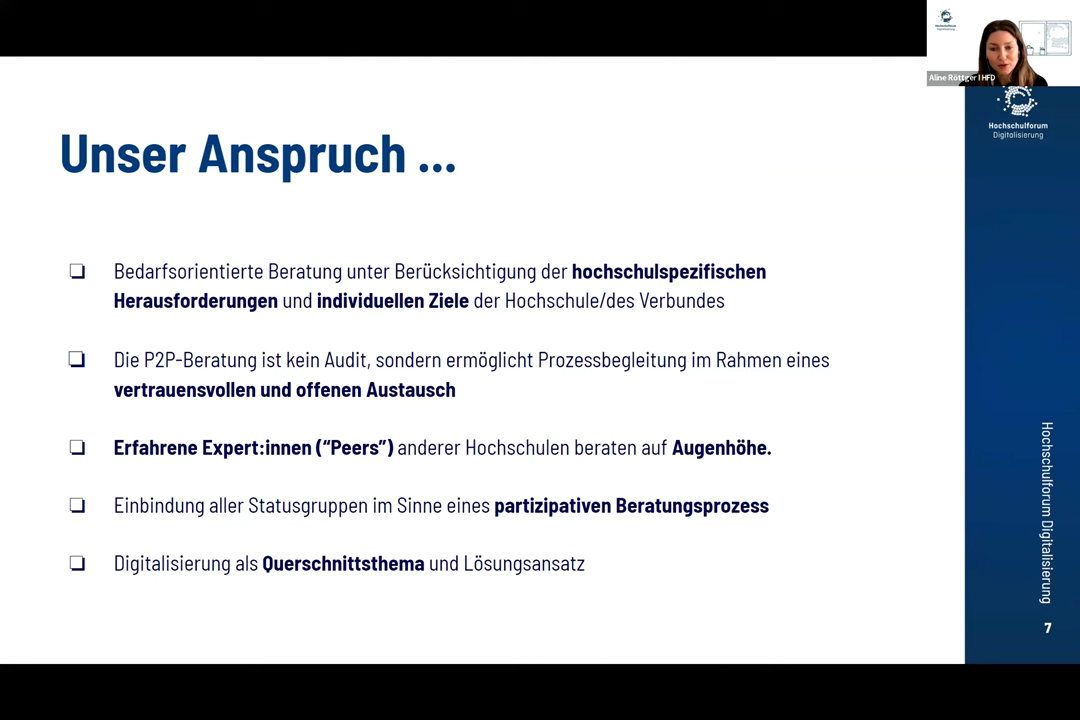 Unser Anspruch ...
❏ Bedarfsorientierte Beratung unter Berücksichtigung der hochschulspezifischen
Herausforderungen und individuellen Ziele der Hochschule/des Verbundes
❏ Die P2P-Beratung ist kein Audit, sondern ermöglicht Prozessbegleitung im Rahmen eines
vertrauensvollen und offenen Austausch
❏ Erfahrene Expert:innen (“Peers”) anderer Hochschulen beraten auf Augenhöhe.
❏ Einbindung aller Statusgruppen im Sinne eines partizipativen Beratungsprozess
❏ Digitalisierung als Querschnittsthema und Lösungsansatz
Aline Röttger | HFD
Hochschulforum
Digitalisierung
Hochschulforum Digitalisierung
7